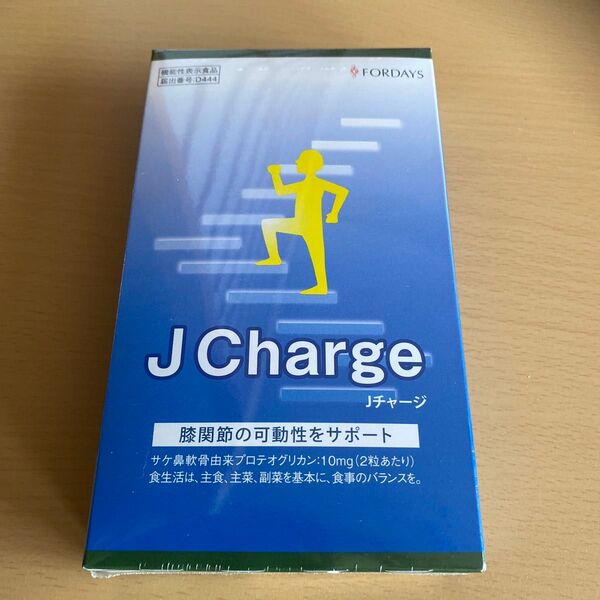 機能性表示食品
届出番号:D444
FORDAYS
J Charge
Jチャージ
膝関節の可動性をサポート
サケ鼻軟骨由来プロテオグリカン:10mg(2粒あたり)
食生活は、主食、主菜、副菜を基本に、食事のバランスを。